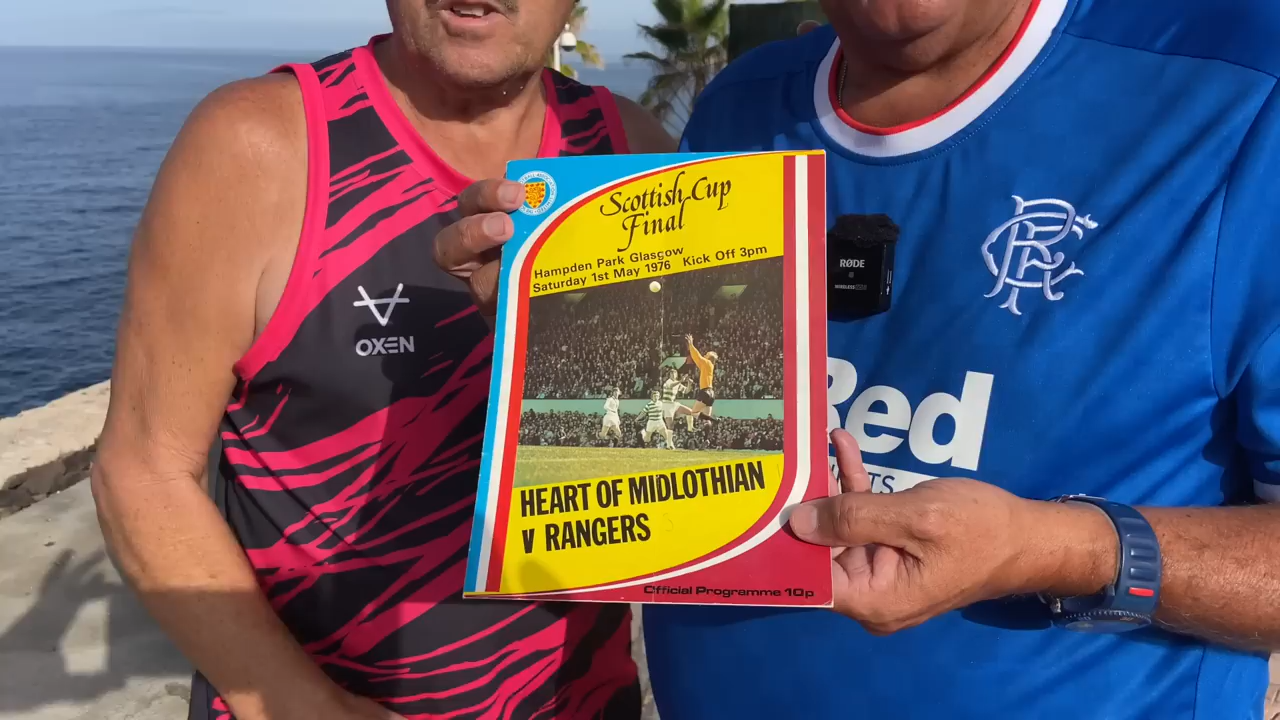 Scottish Cup
Final
Hampden Park Glasgow
Saturday 1st May 1976 Kick Off 3pm
HEART OF MIDLOTHIAN
v RANGERS
Official Programme 10p
OXEN
RØDE
WIRELESS
Red